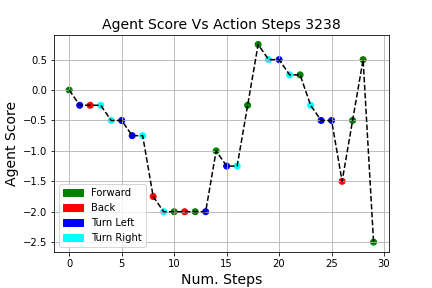 Agent Score Vs Action Steps 3238
Agent Score
0.5
0.0
−0.5
−1.0
−1.5
−2.0
−2.5
Forward
Back
Turn Left
Turn Right
0 5 10 15 20 25 30
Num. Steps